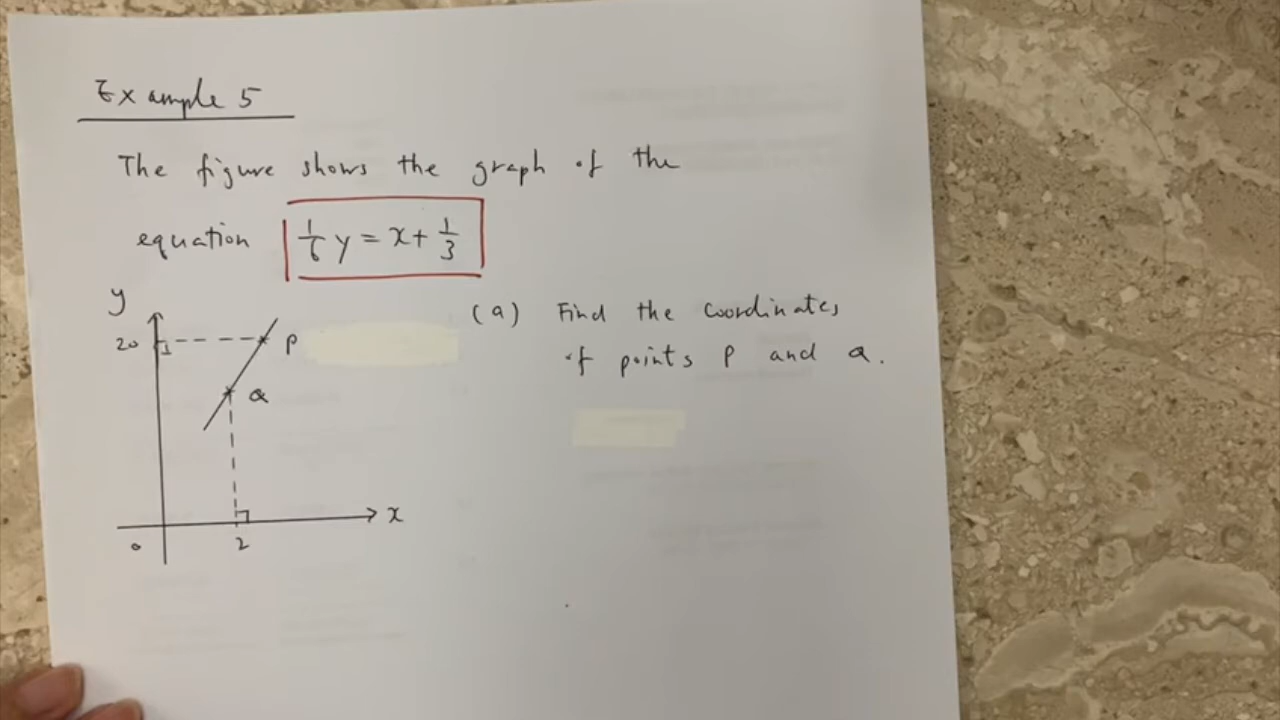 Example 5
The figure shows the graph of the
equation 1/6 y = x + 1/3
y
(a) Find the coordinates
of points P and Q.
20
P
Q
x
0
2